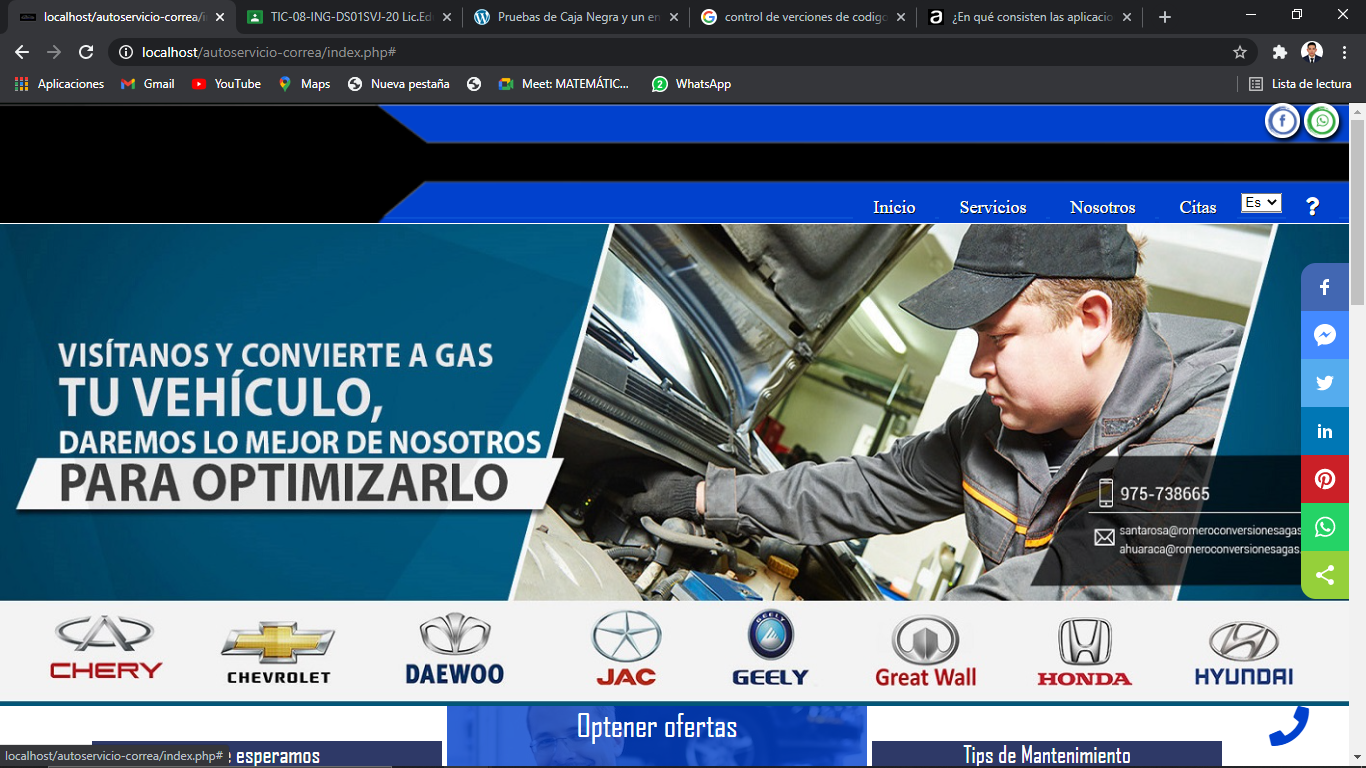 localhost/autoservicio-correa/i
TIC-08-ING-DS01SVJ-20 Lic.Ed
Pruebas de Caja Negra y un en
control de verciones de codigo
¿En qué consisten las aplicacio
localhost/autoservicio-correa/index.php#
Aplicaciones
Gmail
YouTube
Maps
Nueva pestaña
Meet: MATEMÁTIC...
2
WhatsApp
Lista de lectura
Inicio
Servicios
Nosotros
Citas
Es
?
VISÍTANOS Y CONVIERTE A GAS
TU VEHÍCULO,
DAREMOS LO MEJOR DE NOSOTROS
PARA OPTIMIZARLO
975-738665
santarosa@romeroconversionesagas
ahuaraca@romeroconversionesagas.
CHERY
CHEVROLET
DAEWOO
JAC
GEELY
GEELY
Great Wall
HONDA
HYUNDAI
Optener ofertas
e esperamos
Tips de Mantenimiento
localhost/autoservicio-correa/index.php#